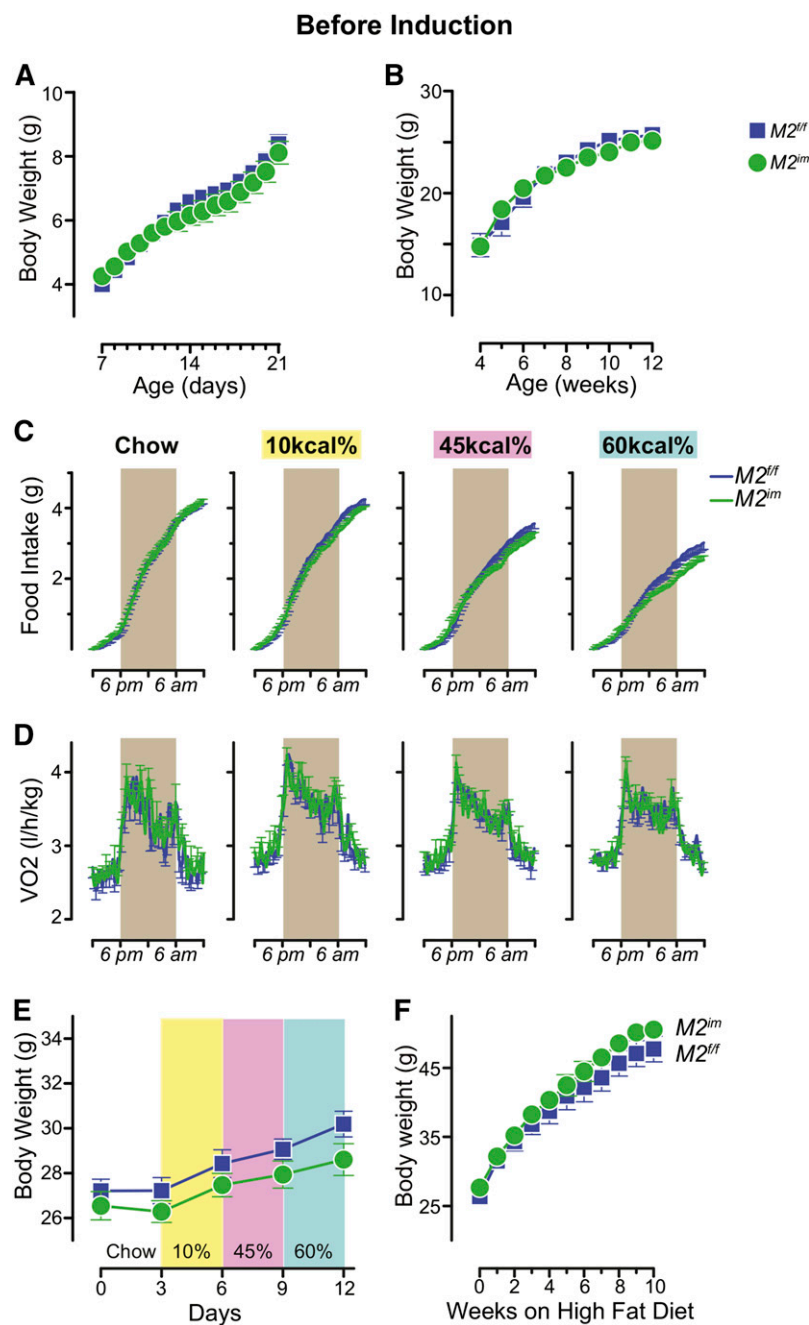 Before Induction
A
B
Body Weight (g)
10
8
6
4
7
14
21
Age (days)
Body Weight (g)
30
20
10
4
6
8
10
12
Age (weeks)
M2f/f
M2im
C
Chow
10kcal%
45kcal%
60kcal%
Food Intake (g)
4
2
M2f/f
M2im
6 pm 6 am
6 pm 6 am
6 pm 6 am
6 pm 6 am
D
VO2 (l/h/kg)
4
3
2
6 pm 6 am
6 pm 6 am
6 pm 6 am
6 pm 6 am
E
Body Weight (g)
34
32
30
28
26
Chow 10% 45% 60%
0 3 6 9 12
Days
F
Body weight (g)
45
35
25
M2im
M2f/f
0 2 4 6 8 10
Weeks on High Fat Diet